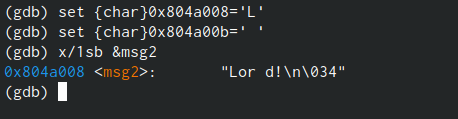 (gdb) set {char}0x804a008='L'
(gdb) set {char}0x804a00b=' '
(gdb) x/1sb &msg2
0x804a008 <msg2>: "Lor d!\n\034"
(gdb)